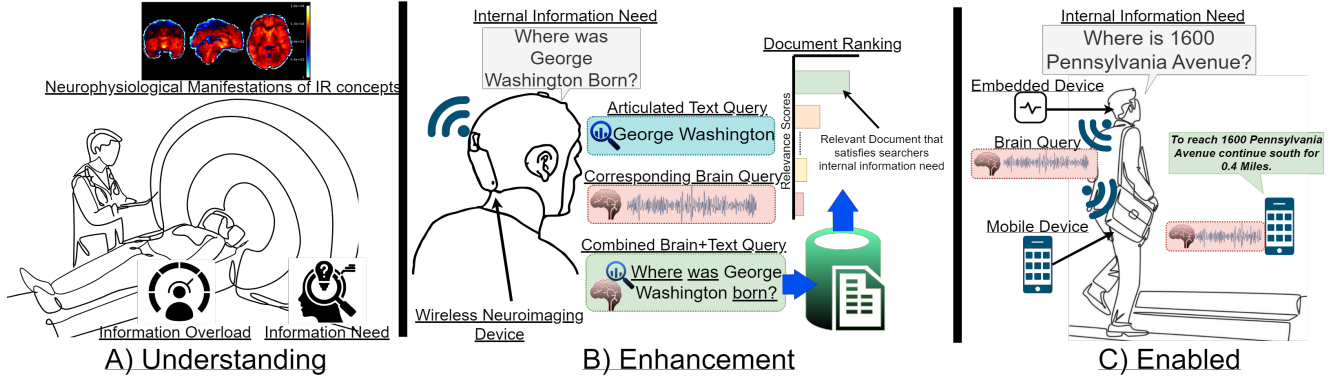 Neurophysiological Manifestations of IR concepts
Information Overload
Information Need
A) Understanding
Internal Information Need
Where was
George
Washington Born?
Articulated Text Query
George Washington
Corresponding Brain Query
Combined Brain+Text Query
Where was George
Washington born?
Wireless Neuroimaging
Device
Document Ranking
Relevance Scores
Relevant Document that
satisfies searchers
internal information need
B) Enhancement
Internal Information Need
Where is 1600
Pennsylvania Avenue?
Embedded Device
Brain Query
Mobile Device
To reach 1600 Pennsylvania
Avenue continue south for
0.4 Miles.
C) Enabled